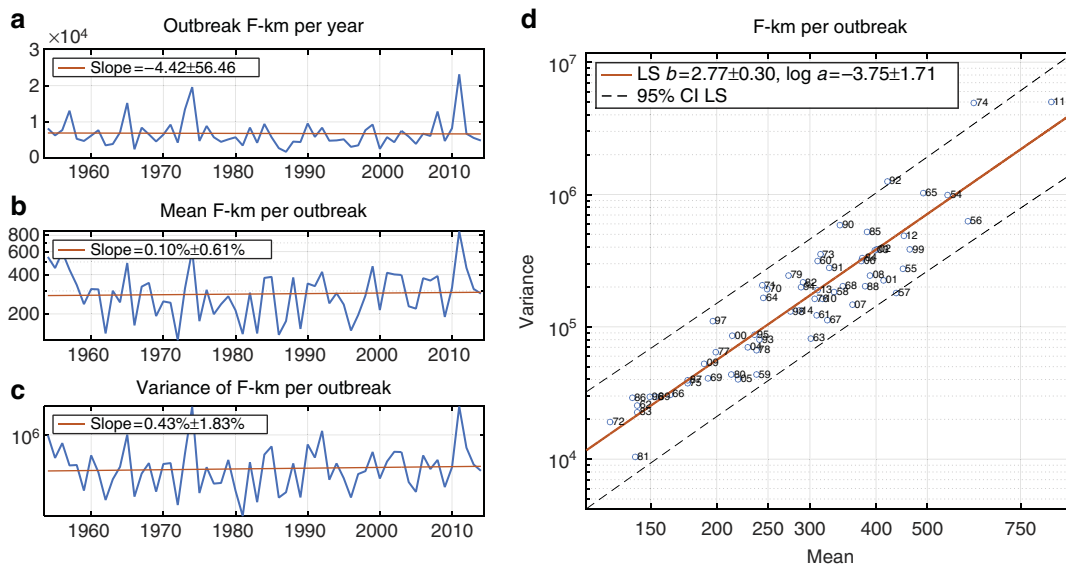 a
Outbreak F-km per year
×10⁴
3
2
1
0
Slope=−4.42±56.46
1960 1970 1980 1990 2000 2010
b
Mean F-km per outbreak
800
600
400
200
Slope=0.10%±0.61%
1960 1970 1980 1990 2000 2010
c
Variance of F-km per outbreak
10⁶
Slope=0.43%±1.83%
1960 1970 1980 1990 2000 2010
d
F-km per outbreak
LS b=2.77±0.30, log a=−3.75±1.71
95% CI LS
10⁷
10⁶
10⁵
10⁴
Variance
74 11
92
65 54
90 56
85
12
73 99
60
91 55
79 08
01
71
70 68 88 57
64 58
13
10 07
97 14 61 67
00 95 93 63
77 04 78
09
80 59
69 05
75
86 66
62
72 83
81
150 200 250 300 400 500 750
Mean